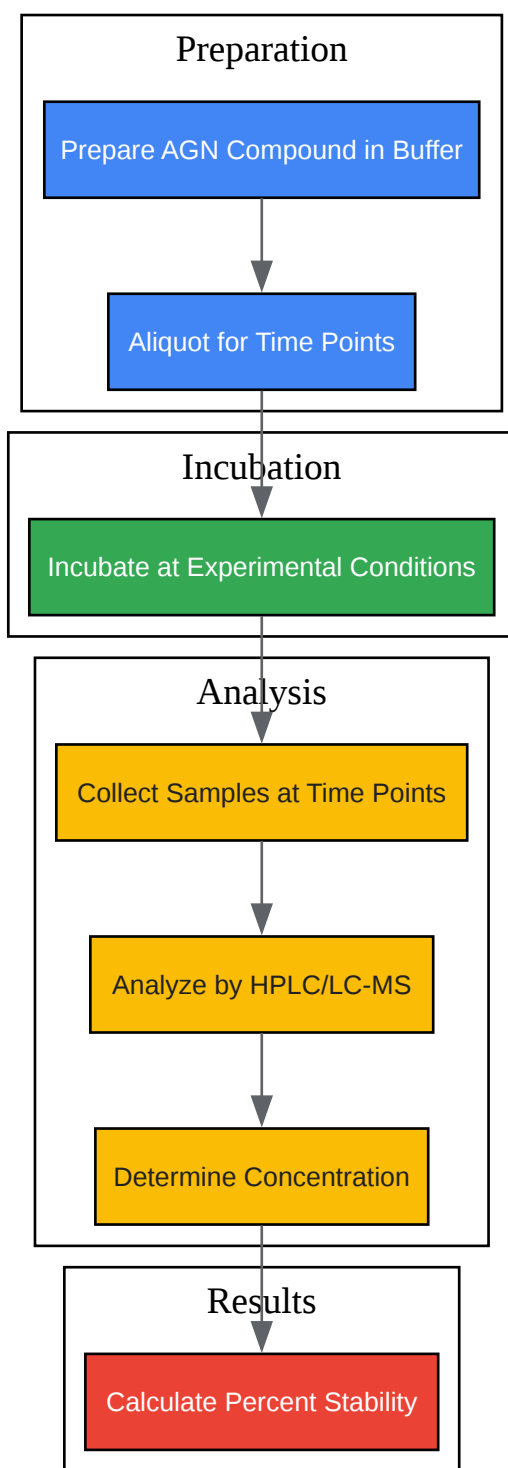 Preparation
Prepare AGN Compound in Buffer
Aliquot for Time Points
Incubation
Incubate at Experimental Conditions
Analysis
Collect Samples at Time Points
Analyze by HPLC/LC-MS
Determine Concentration
Results
Calculate Percent Stability